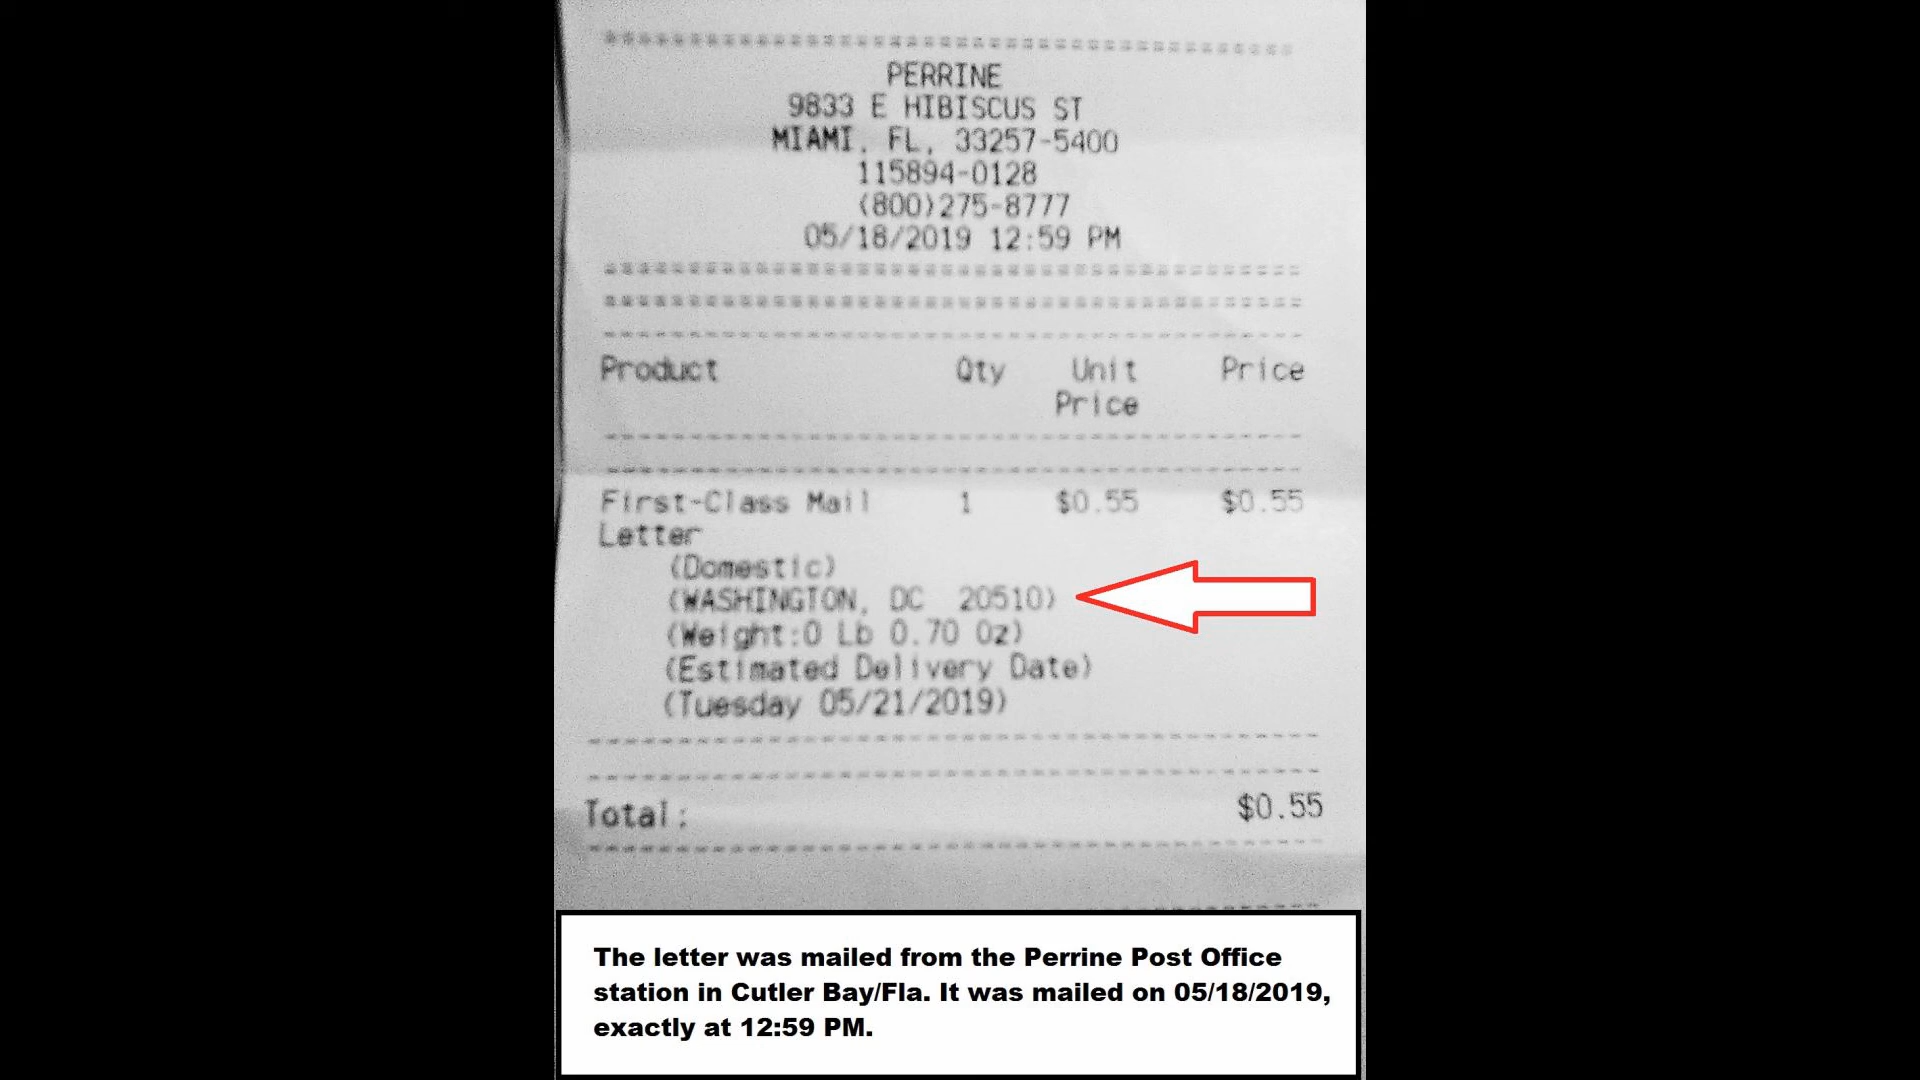 PERRINE
9833 E HIBISCUS ST
MIAMI, FL, 33257-5400
115894-0128
(800)275-8777
05/18/2019 12:59 PM
Product Qty Unit Price
Price
First-Class Mail 1 $0.55 $0.55
Letter
(Domestic)
(WASHINGTON, DC 20510)
(Weight:0 Lb 0.70 Oz)
(Estimated Delivery Date)
(Tuesday 05/21/2019)
Total: $0.55
The letter was mailed from the Perrine Post Office
station in Cutler Bay/Fla. It was mailed on 05/18/2019,
exactly at 12:59 PM.